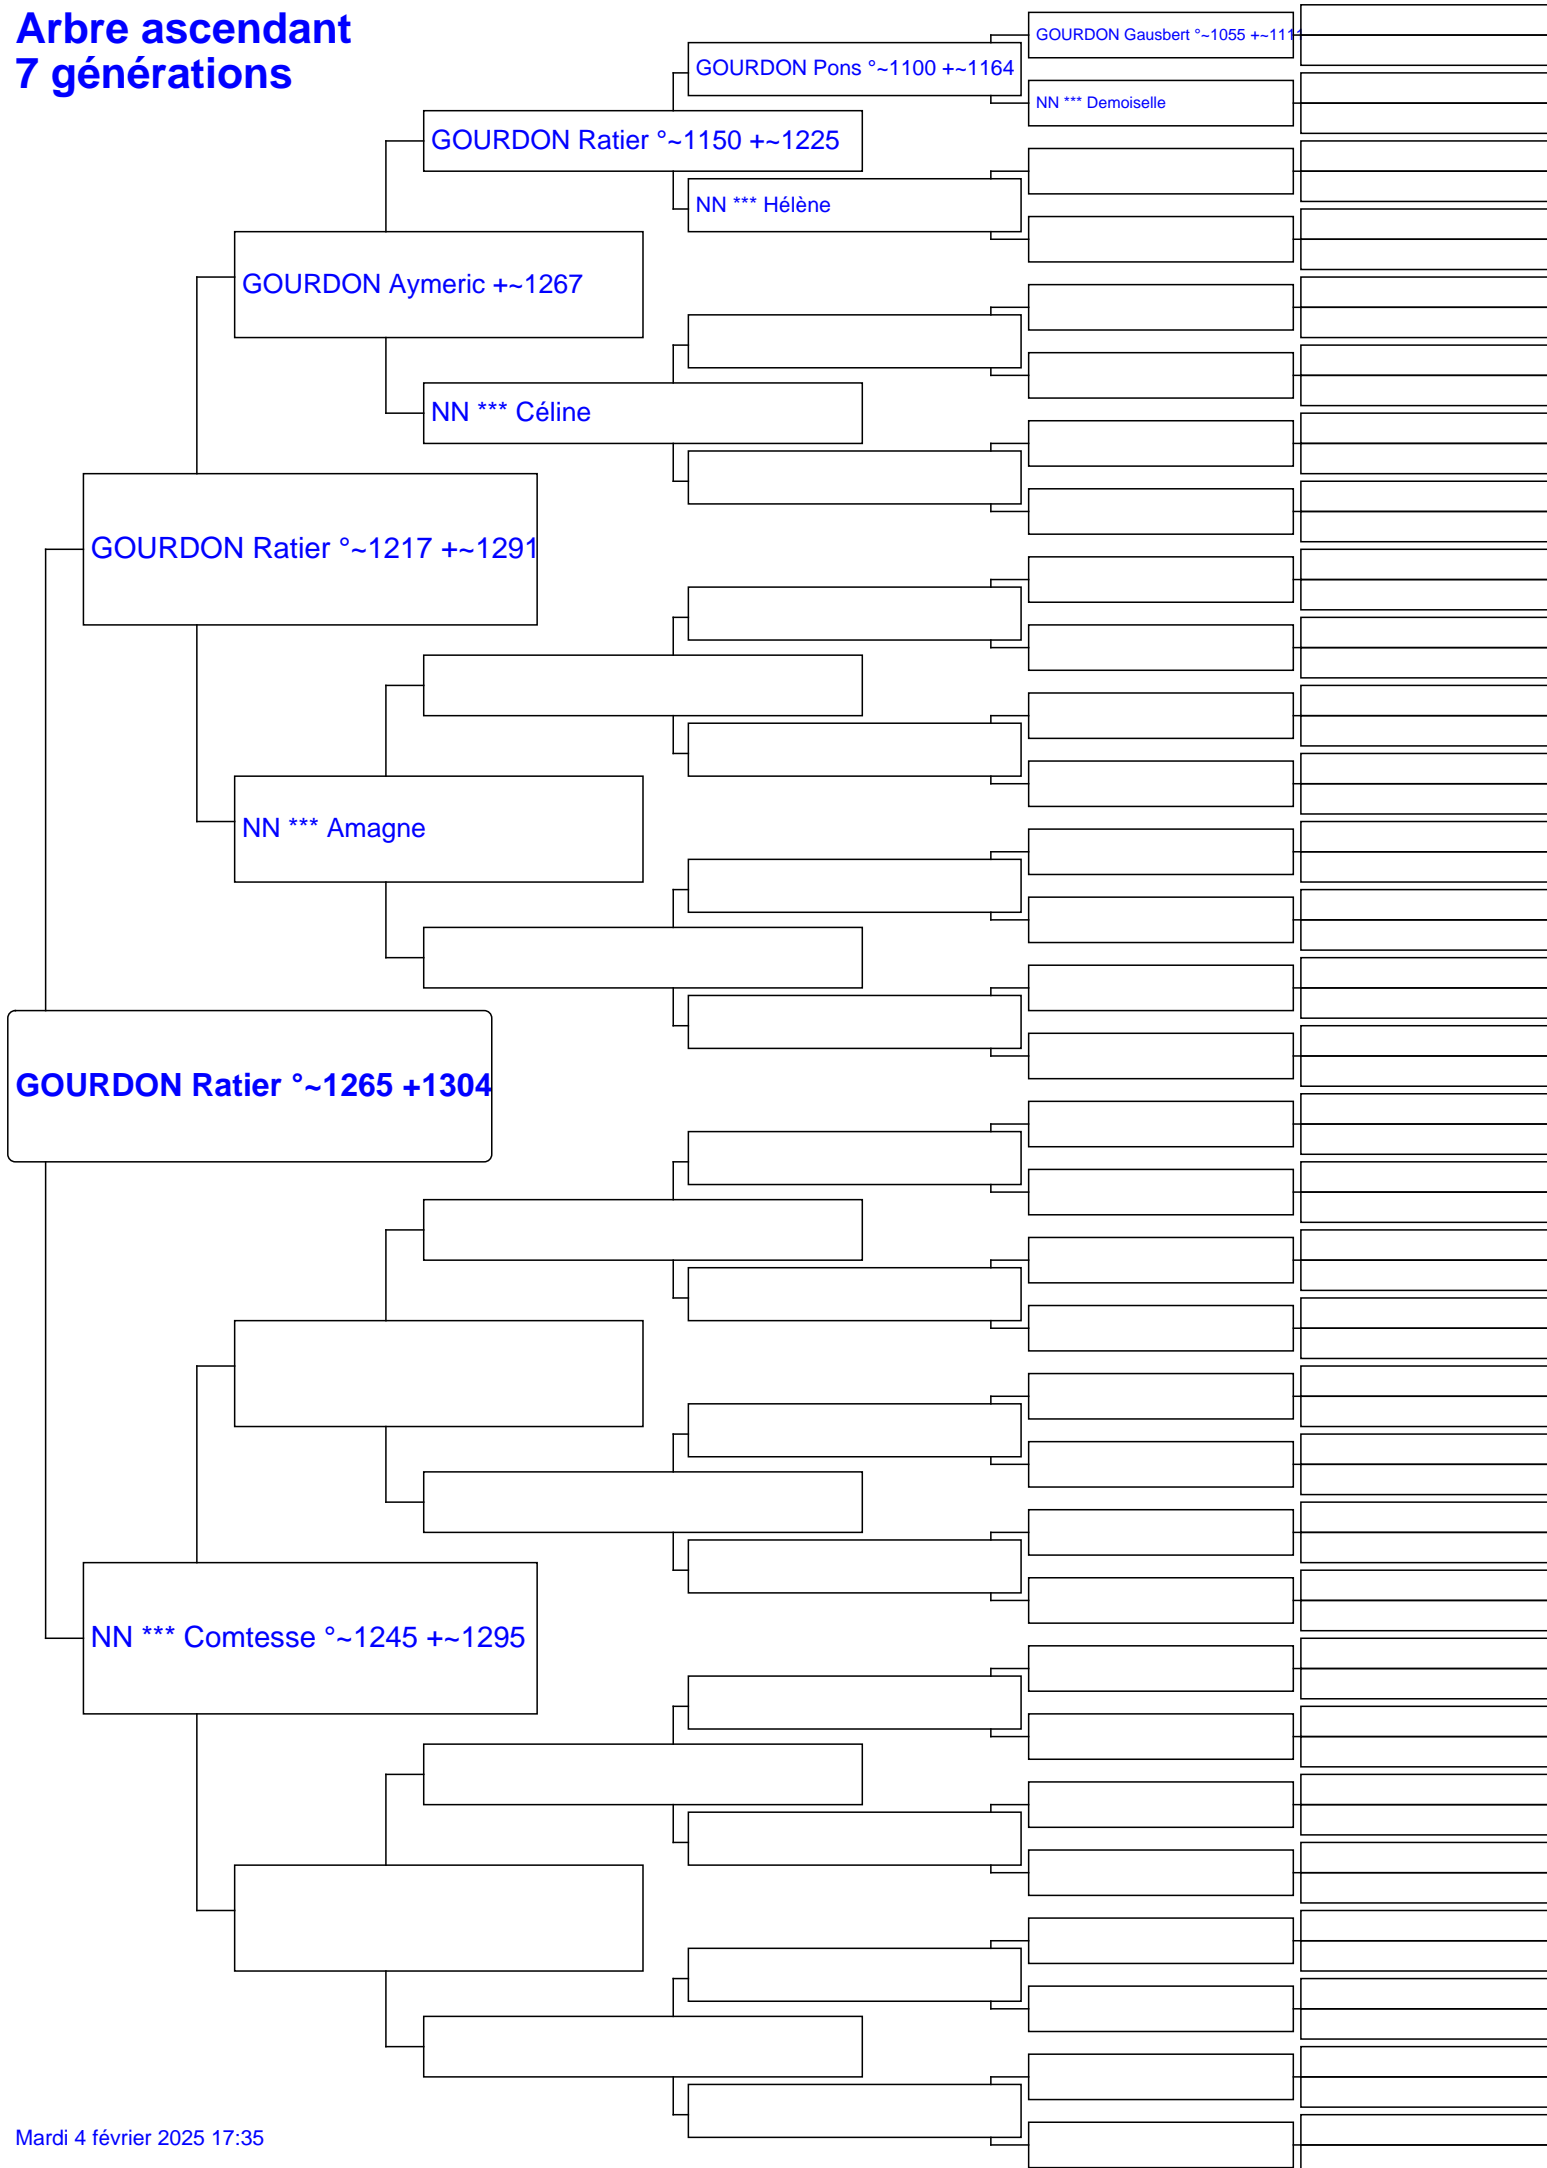 Arbre ascendant
7 générations
GOURDON Gausbert °~1055 +~111
GOURDON Pons °~1100 +~1164
NN *** Demoiselle
GOURDON Ratier °~1150 +~1225
NN *** Hélène
GOURDON Aymeric +~1267
NN *** Céline
GOURDON Ratier °~1217 +~1291
NN *** Amagne
GOURDON Ratier °~1265 +1304
NN *** Comtesse °~1245 +~1295
Mardi 4 février 2025 17:35